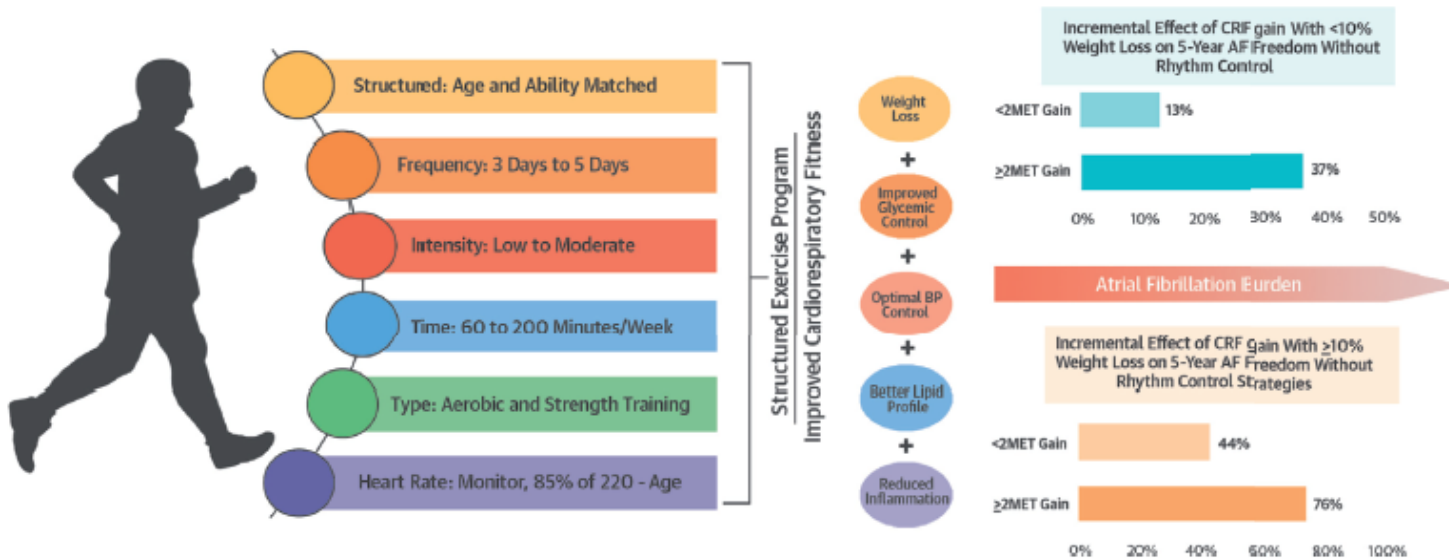 Structured: Age and Ability Matched
Frequency: 3 Days to 5 Days
Intensity: Low to Moderate
Time: 60 to 200 Minutes/Week
Type: Aerobic and Strength Training
Heart Rate: Monitor, 85% of 220 - Age
Structured Exercise Program
Improved Cardiorespiratory Fitness
Weight
Loss
+
Improved
Glycemic
Control
+
Optimal BP
Control
+
Better Lipid
Profile
+
Reduced
Inflammation
Incremental Effect of CRF gain With <10%
Weight Loss on 5-Year AF Freedom Without
Rhythm Control
<2MET Gain 13%
≥2MET Gain 37%
0% 10% 20% 30% 40% 50%
Atrial Fibrillation Burden
Incremental Effect of CRF gain With ≥10%
Weight Loss on 5-Year AF Freedom Without
Rhythm Control Strategies
<2MET Gain 44%
≥2MET Gain 76%
0% 20% 40% 60% 80% 100%